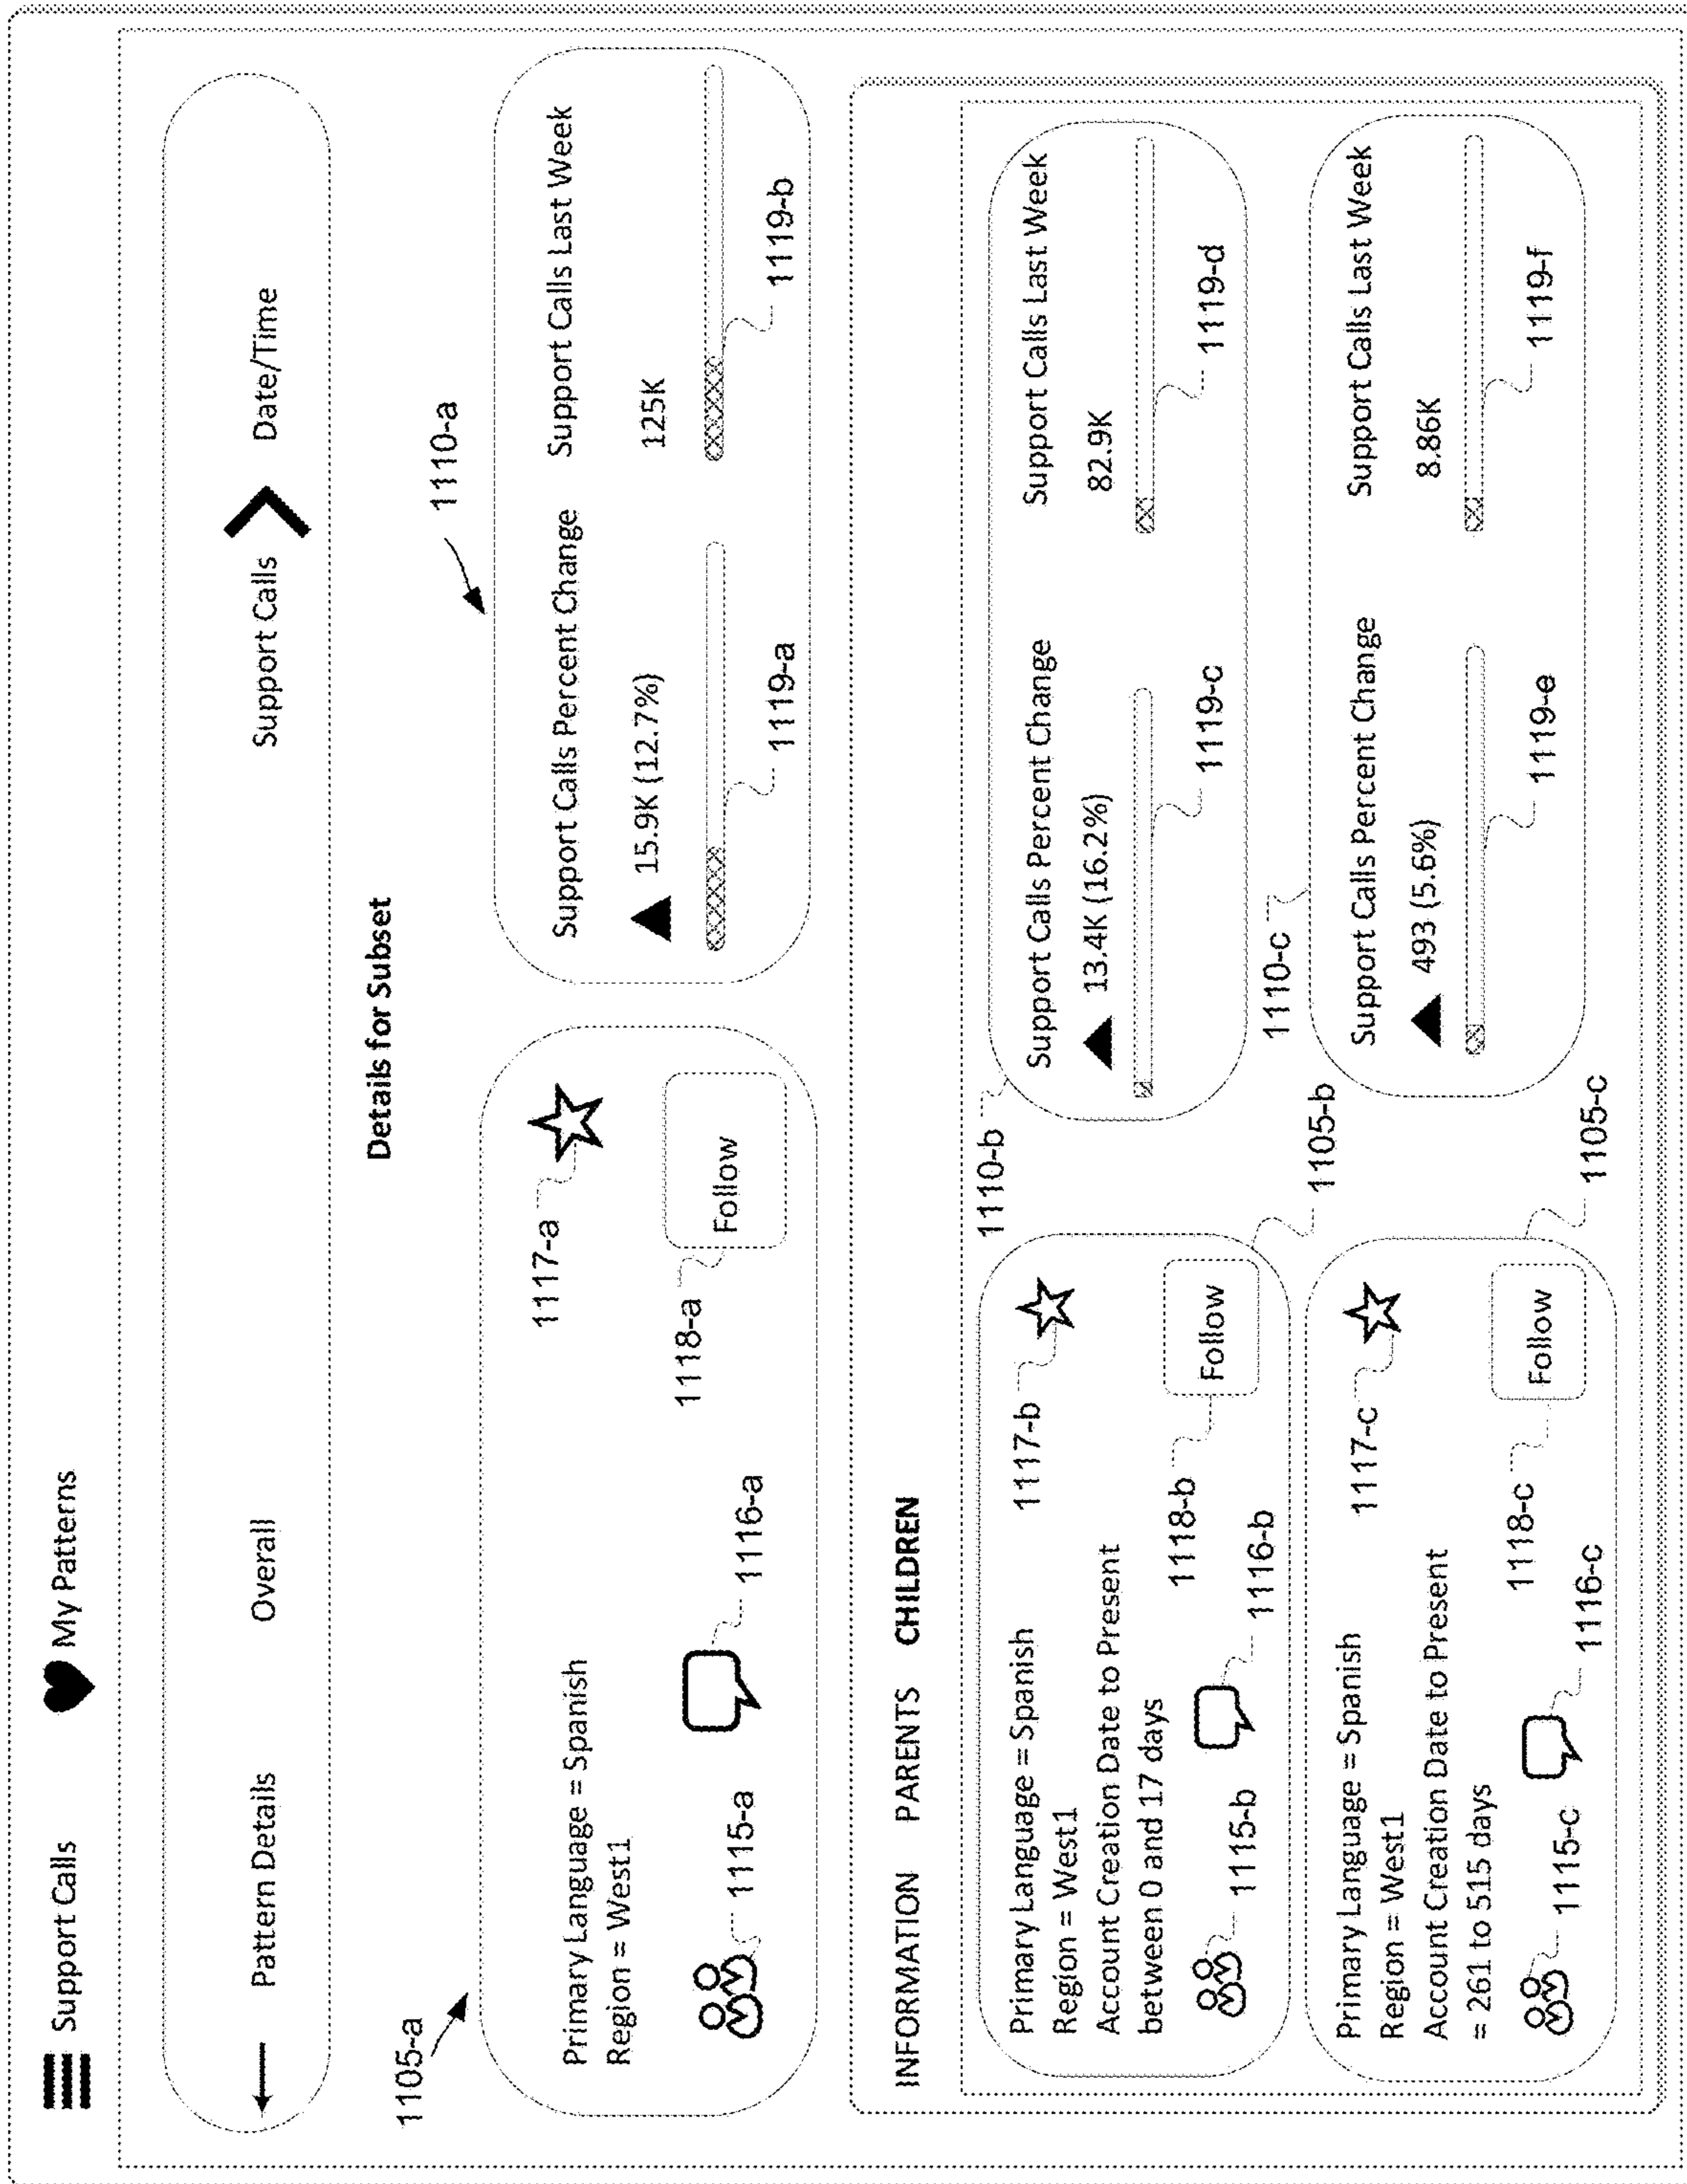 Support Calls
My Patterns
Pattern Details
Overall
Support Calls
Date/Time
Details for Subset
1105-a
1110-a
Primary Language = Spanish
Region = West1
1117-a
1115-a
1116-a
1118-a
Follow
Support Calls Percent Change
Support Calls Last Week
15.9K (12.7%)
125K
1119-a
1119-b
INFORMATION
PARENTS
CHILDREN
Primary Language = Spanish
Region = West1
Account Creation Date to Present
between 0 and 17 days
1117-b
1115-b
1116-b
1118-b
Follow
1110-b
1105-b
Support Calls Percent Change
Support Calls Last Week
13.4K (16.2%)
82.9K
1119-c
1119-d
Primary Language = Spanish
Region = West1
Account Creation Date to Present
= 261 to 515 days
1117-c
1115-c
1116-c
1118-c
Follow
1110-c
1105-c
Support Calls Percent Change
Support Calls Last Week
493 (5.6%)
8.86K
1119-e
1119-f